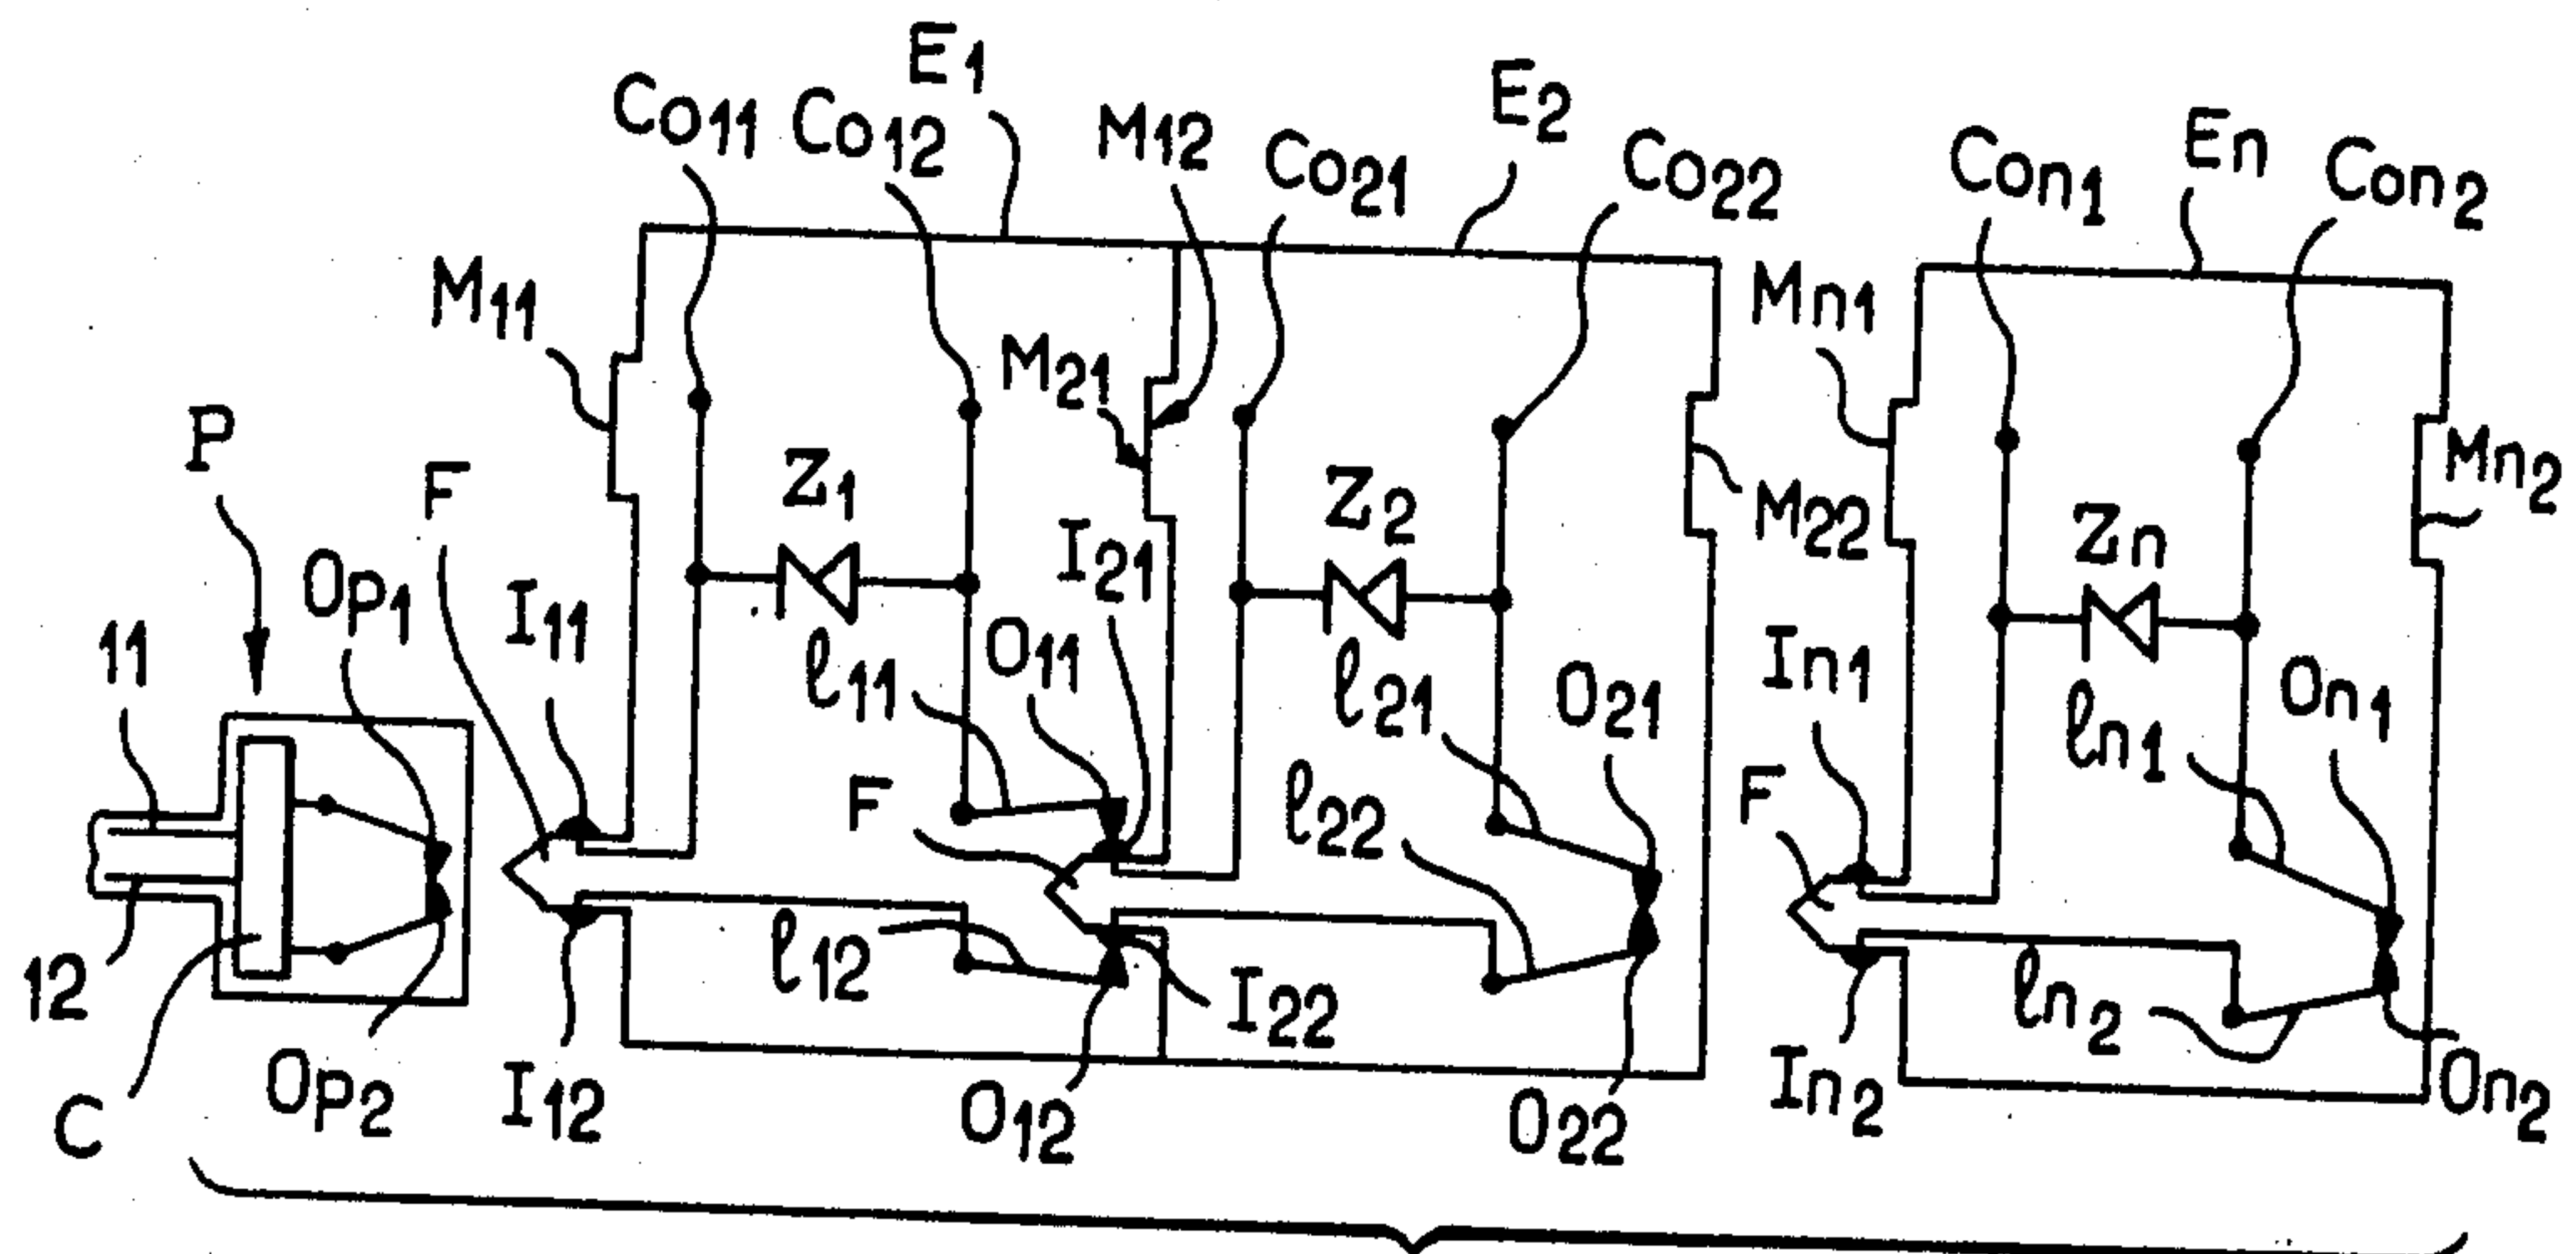 E1
E2
Co11
Co12
M12
Co21
Co22
Con1
En
Con2
M11
M21
Mn1
P
F
Z1
Z2
M22
Mn2
Op1
I11
I21
Zn
11
l11
O11
l21
O21
In1
ln1
On1
F
l22
F
12
l12
I22
ln2
C
Op2
I12
O12
O22
In2
On2